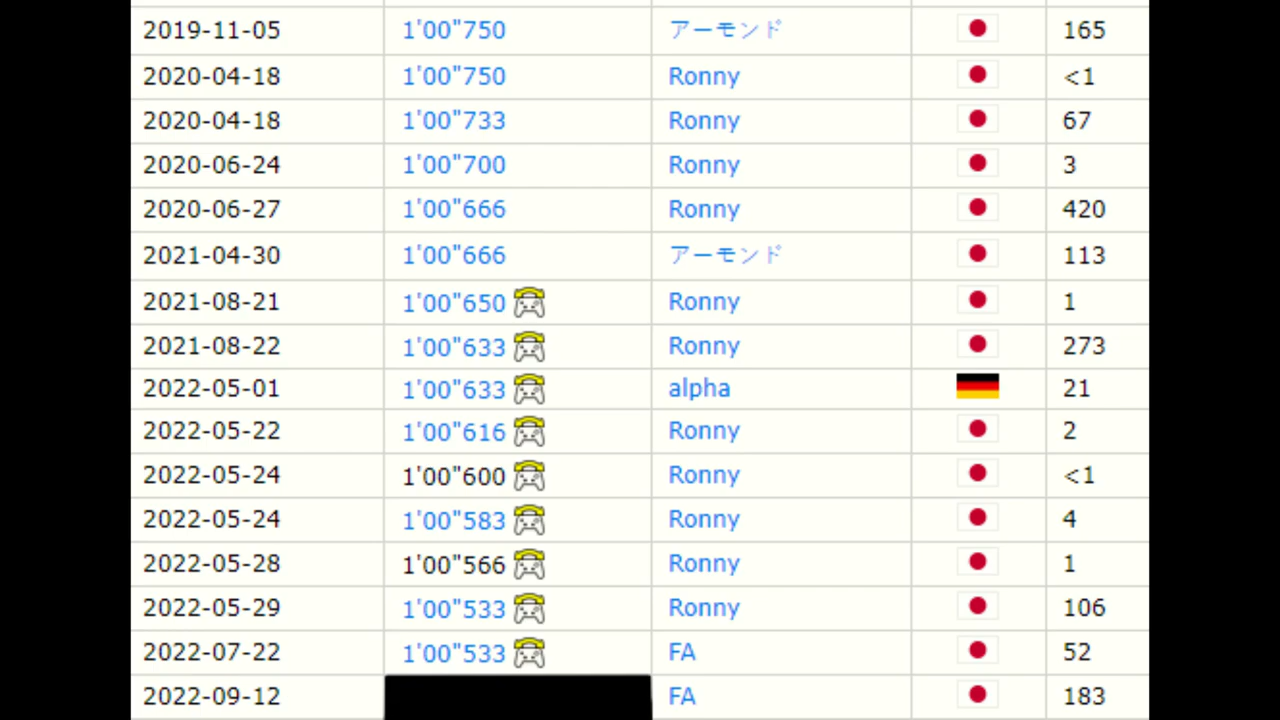 2019-11-05 1'00"750 アーモンド 165
2020-04-18 1'00"750 Ronny <1
2020-04-18 1'00"733 Ronny 67
2020-06-24 1'00"700 Ronny 3
2020-06-27 1'00"666 Ronny 420
2021-04-30 1'00"666 アーモンド 113
2021-08-21 1'00"650 Ronny 1
2021-08-22 1'00"633 Ronny 273
2022-05-01 1'00"633 alpha 21
2022-05-22 1'00"616 Ronny 2
2022-05-24 1'00"600 Ronny <1
2022-05-24 1'00"583 Ronny 4
2022-05-28 1'00"566 Ronny 1
2022-05-29 1'00"533 Ronny 106
2022-07-22 1'00"533 FA 52
2022-09-12 FA 183